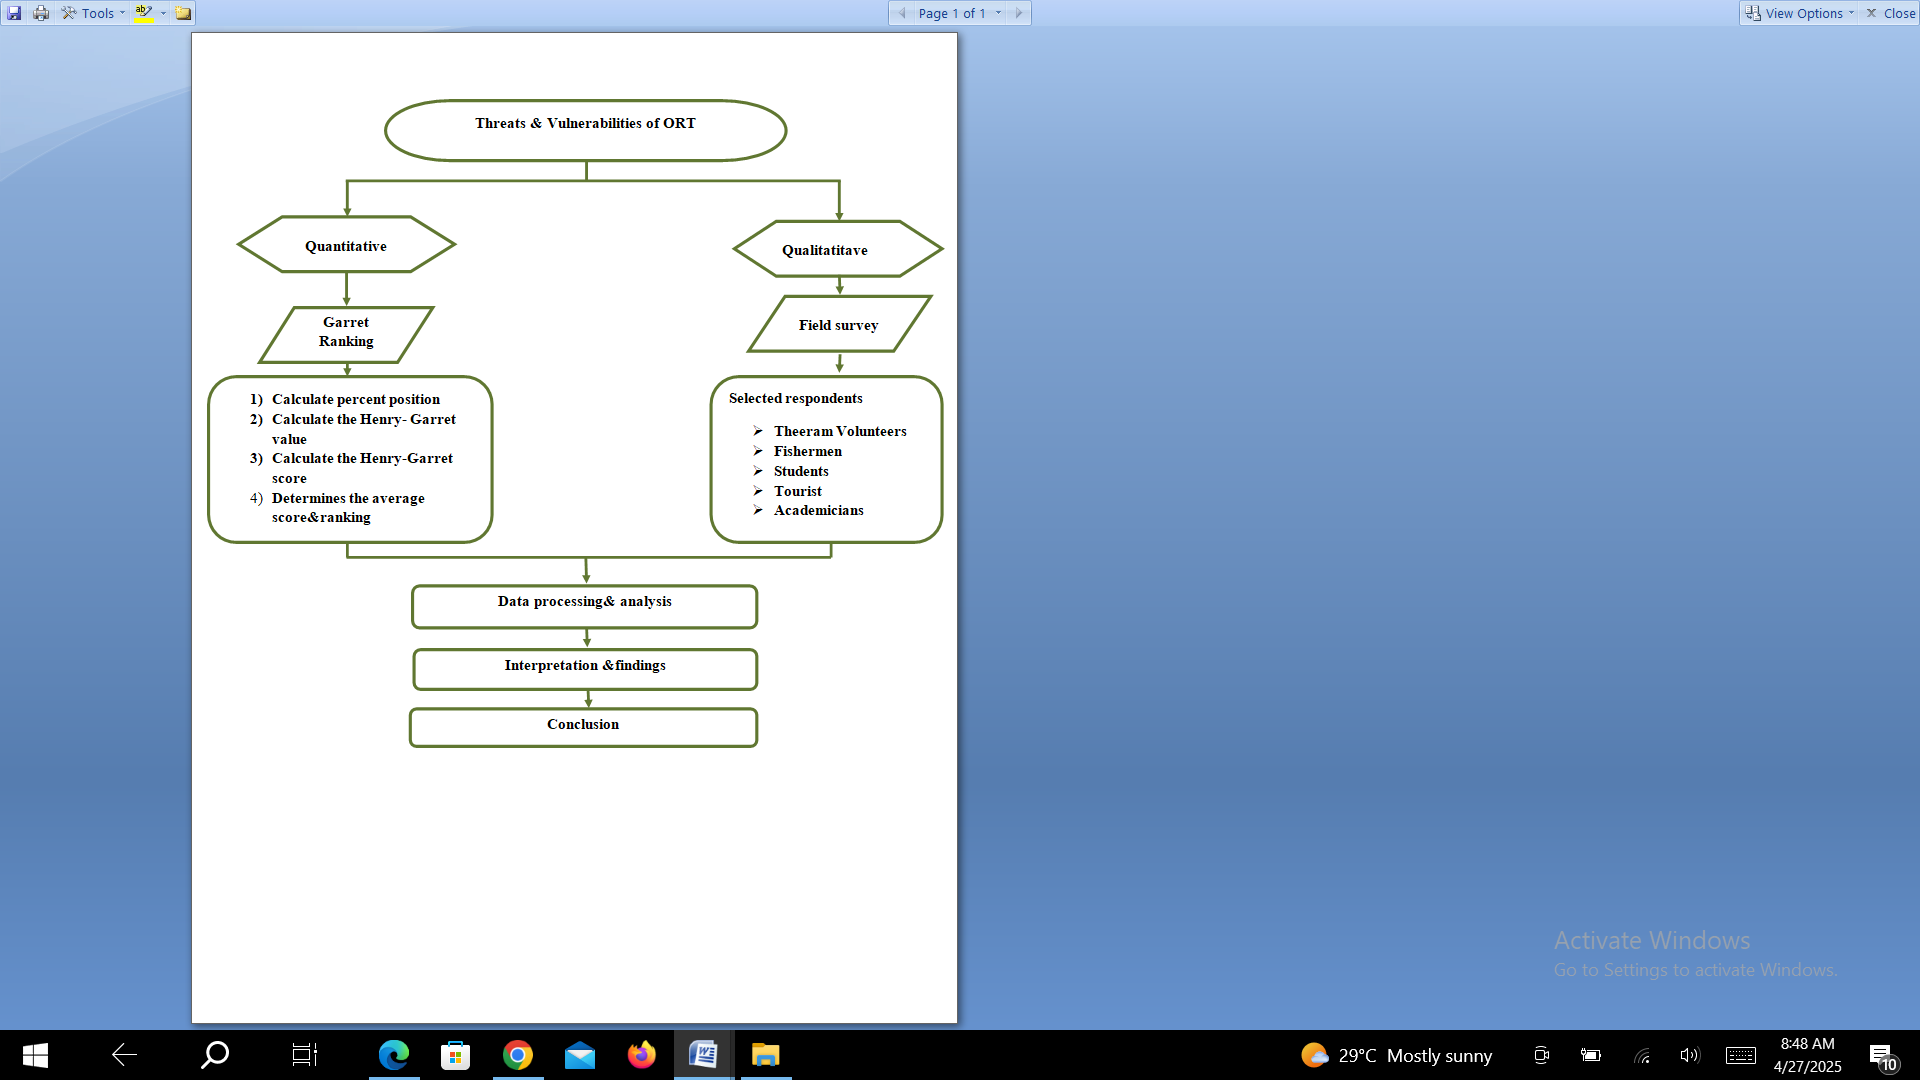 Tools
Page 1 of 1
View Options
Close
Threats & Vulnerabilities of ORT
Quantitative
Qualitatitave
Garret
Ranking
Field survey
1) Calculate percent position
2) Calculate the Henry- Garret
value
3) Calculate the Henry-Garret
score
4) Determines the average
score&ranking
Selected respondents
Theeram Volunteers
Fishermen
Students
Tourist
Academicians
Data processing& analysis
Interpretation &findings
Conclusion
Activate Windows
Go to Settings to activate Windows.
29°C Mostly sunny
8:48 AM
4/27/2025
10